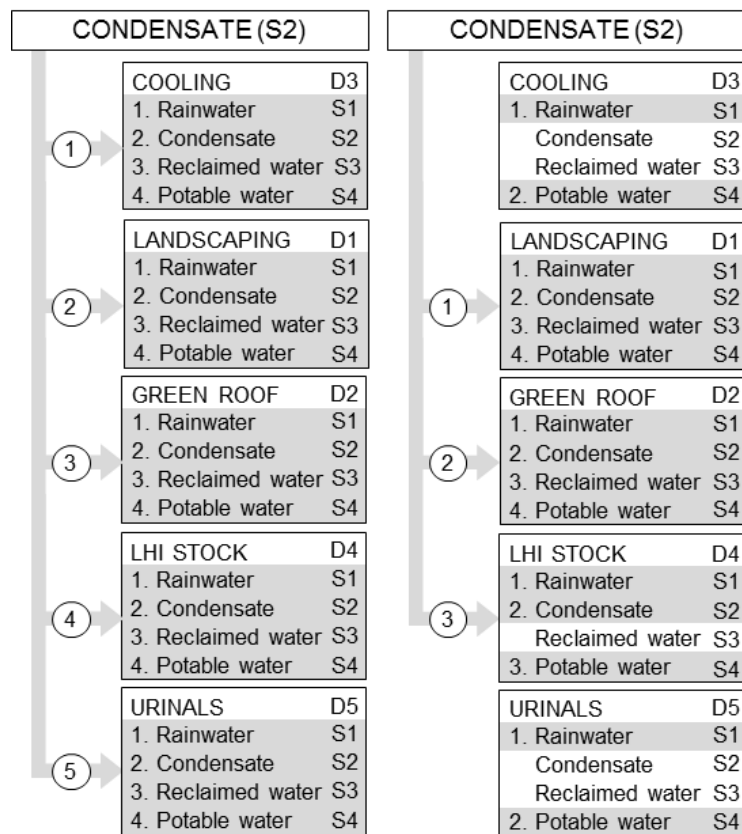 CONDENSATE (S2)
COOLING D3
1. Rainwater S1
2. Condensate S2
3. Reclaimed water S3
4. Potable water S4
1
LANDSCAPING D1
1. Rainwater S1
2. Condensate S2
3. Reclaimed water S3
4. Potable water S4
2
GREEN ROOF D2
1. Rainwater S1
2. Condensate S2
3. Reclaimed water S3
4. Potable water S4
3
LHI STOCK D4
1. Rainwater S1
2. Condensate S2
3. Reclaimed water S3
4. Potable water S4
4
URINALS D5
1. Rainwater S1
2. Condensate S2
3. Reclaimed water S3
4. Potable water S4
5
CONDENSATE (S2)
COOLING D3
1. Rainwater S1
Condensate S2
Reclaimed water S3
2. Potable water S4
LANDSCAPING D1
1. Rainwater S1
2. Condensate S2
3. Reclaimed water S3
4. Potable water S4
1
GREEN ROOF D2
1. Rainwater S1
2. Condensate S2
3. Reclaimed water S3
4. Potable water S4
2
LHI STOCK D4
1. Rainwater S1
2. Condensate S2
Reclaimed water S3
3. Potable water S4
3
URINALS D5
1. Rainwater S1
Condensate S2
Reclaimed water S3
2. Potable water S4